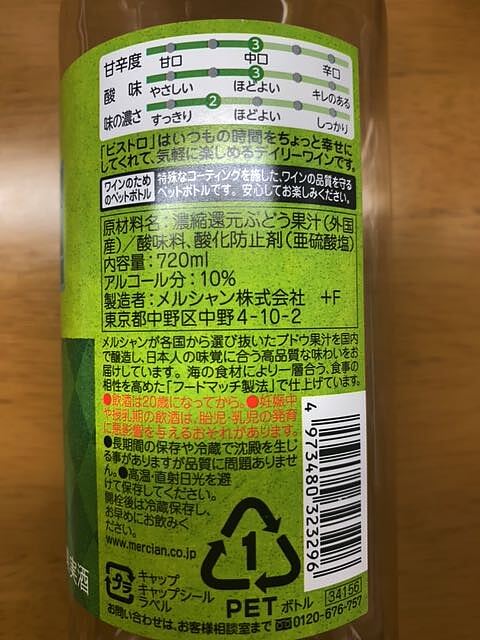 3
甘辛度 甘口 中口 辛口
3
酸味 やさしい ほどよい キレのある
2
味の濃さ すっきり ほどよい しっかり
「ビストロ」はいつもの時間をちょっと幸せに
してくれて、気軽に楽しめるデイリーワインです。
ワインのため
のペットボトル
特殊なコーティングを施した、ワインの品質を守る
ペットボトルです。安心してお楽しみください。
原材料名：濃縮還元ぶどう果汁（外国
産）／酸味料、酸化防止剤（亜硫酸塩）
内容量：720ml
アルコール分：10%
製造者：メルシャン株式会社 +F
東京都中野区中野4-10-2
メルシャンが各国から選び抜いたブドウ果汁を国内
で醸造し、日本人の味覚に合う高品質な味わいをお
届けしています。海の食材により一層合う、食事の
相性を高めた「フードマッチ製法」で仕上げています。
●飲酒は20歳になってから。●妊娠中
や授乳期の飲酒は、胎児・乳児の発育
に悪影響を与えるおそれがあります。
●長期間の保存や冷蔵で沈殿を生じ
る事がありますが品質に問題ありませ
ん。●高温・直射日光を避
けて保存してください。
開栓後は冷蔵保存し、
お早めにお飲みく
ださい。
www.mercian.co.jp
4 973480 323296
1
PET ボトル
プラ
キャップ
キャップシール
ラベル
34156
お問い合わせは、お客様相談室まで 0120-676-757
実酒